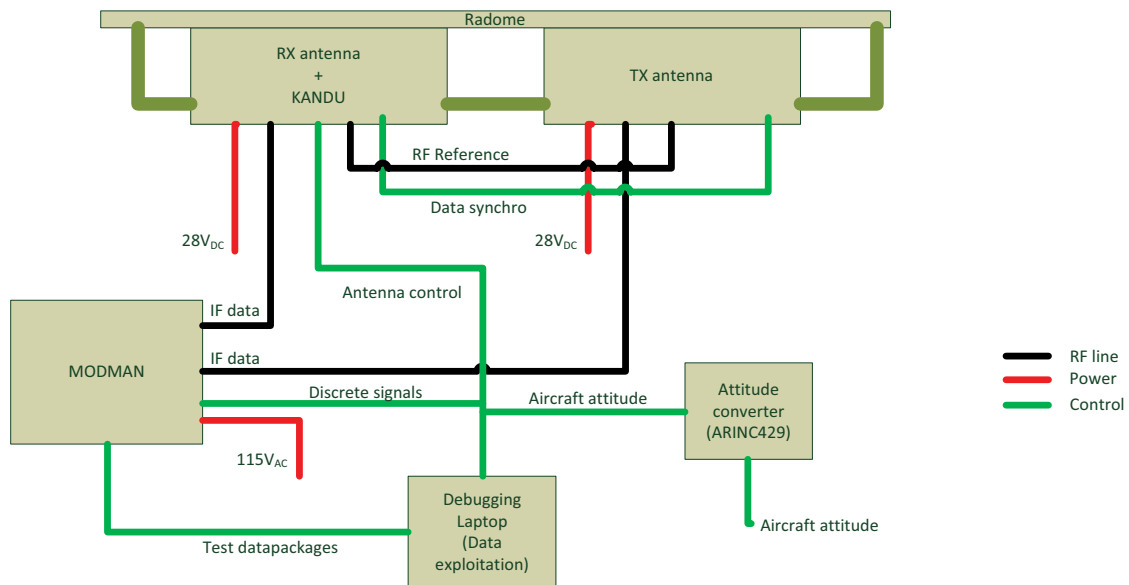 Radome
RX antenna
+
KANDU
TX antenna
RF Reference
Data synchro
28VDC
28VDC
Antenna control
IF data
IF data
MODMAN
Discrete signals
Aircraft attitude
Attitude
converter
(ARINC429)
RF line
Power
Control
115VAC
Debugging
Laptop
(Data
exploitation)
Aircraft attitude
Test datapackages